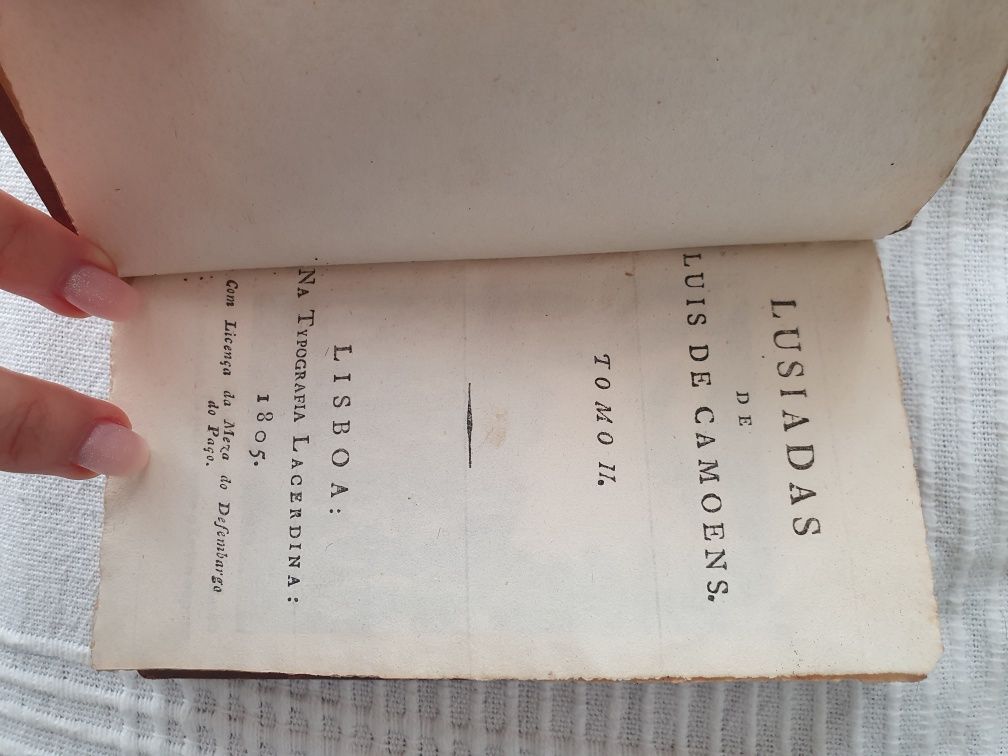 LUSIADAS
DE
LUIS DE CAMOENS.
TOMO II.
LISBOA:
NA TYPOGRAFIA LACERDINA:
1805.
Com Licença da Meza do Deſembargo
do Paço.